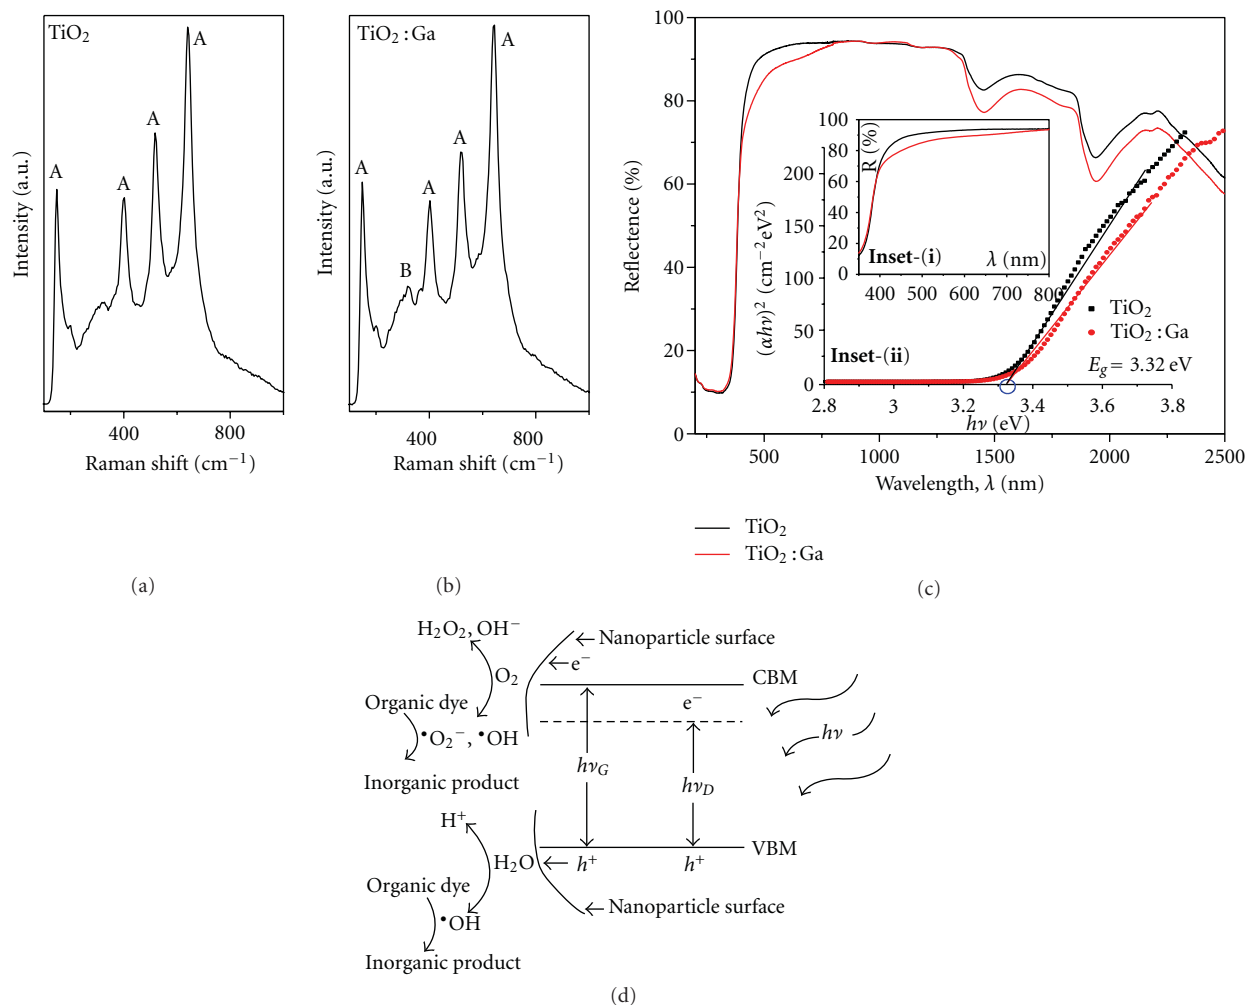 TiO₂
A
A
A
A
Intensity (a.u.)
400
800
Raman shift (cm⁻¹)
(a)
TiO₂:Ga
A
B
A
A
A
Intensity (a.u.)
400
800
Raman shift (cm⁻¹)
(b)
100
80
60
40
20
0
Reflectence (%)
500
1000
1500
2000
2500
Wavelength, λ (nm)
100
80
60
40
20
0
R (%)
Inset-(i)
λ (nm)
400
500
600
700
800
200
150
100
50
25
0
(αhν)² (cm⁻²eV²)
Inset-(ii)
TiO₂
TiO₂:Ga
E_g = 3.32 eV
2.8
3
3.2
3.4
3.6
3.8
hν (eV)
TiO₂
TiO₂:Ga
(c)
H₂O₂, OH⁻
Nanoparticle surface
e⁻
O₂
CBM
Organic dye
e⁻
•O₂⁻, •OH
hν
Inorganic product
hν_G
hν_D
H⁺
VBM
H₂O
h⁺
h⁺
Organic dye
•OH
Nanoparticle surface
Inorganic product
(d)